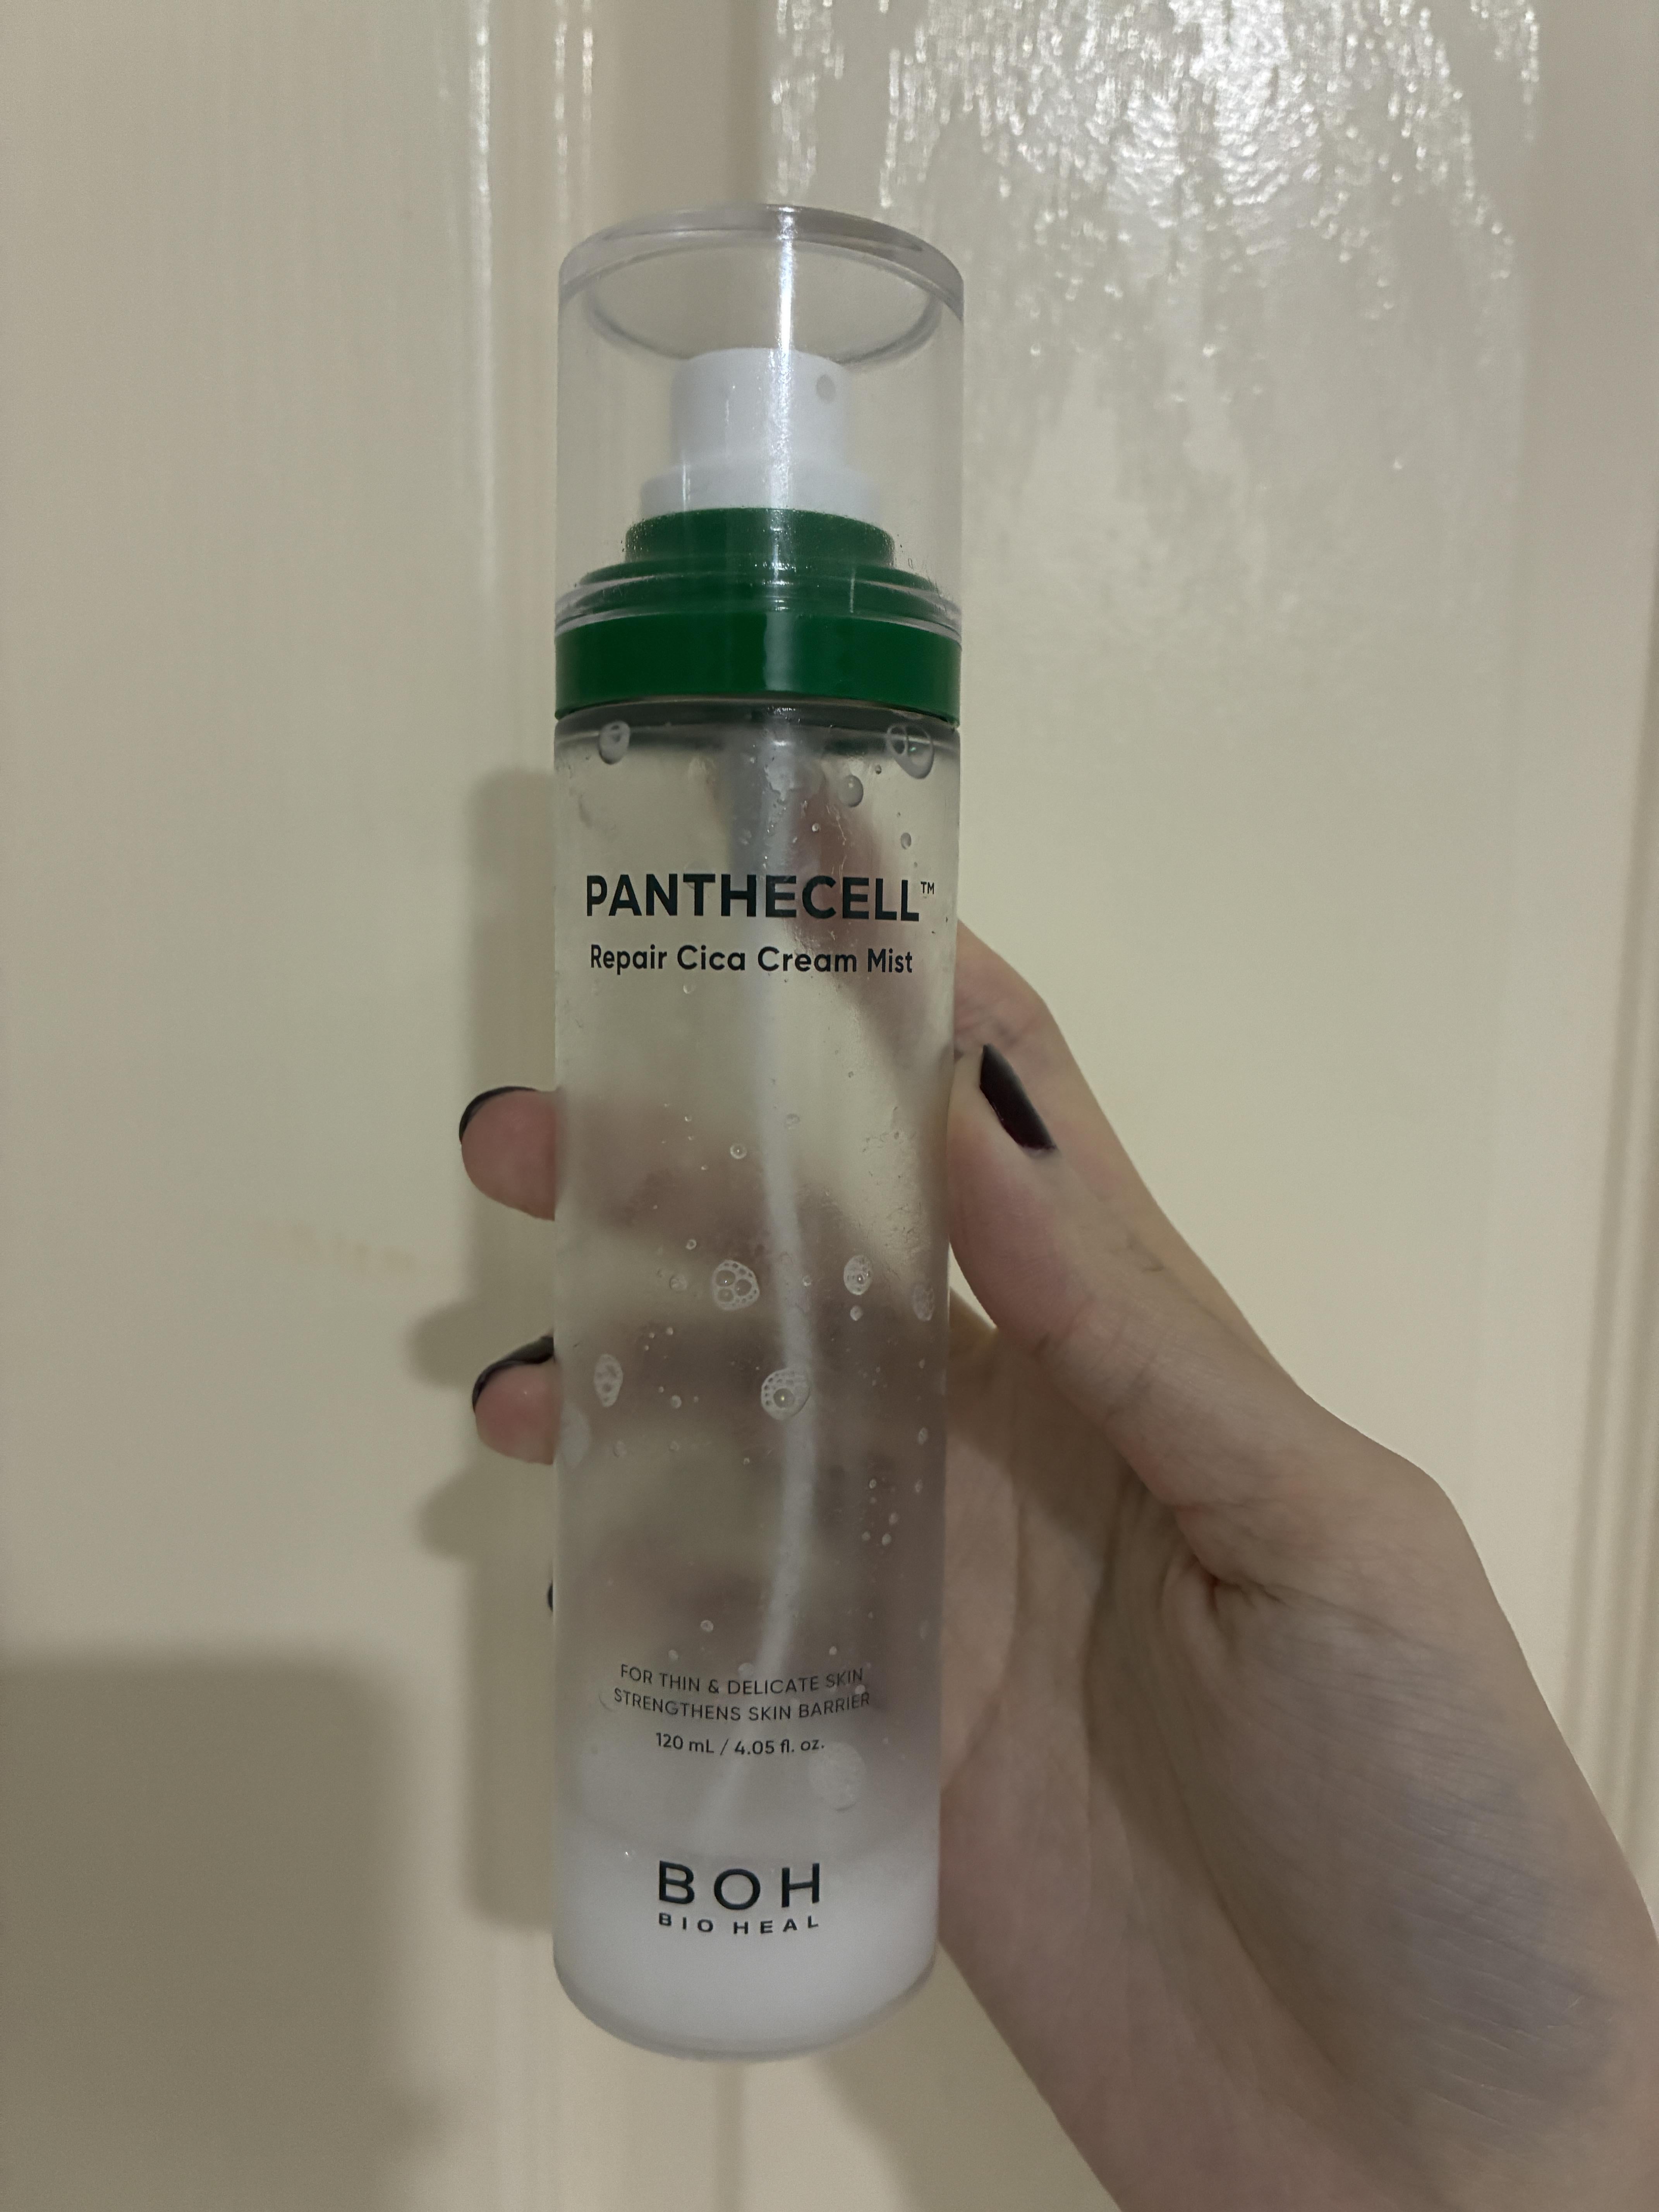 PANTHECELL™
Repair Cica Cream Mist
FOR THIN & DELICATE SKIN
STRENGTHENS SKIN BARRIER
120 mL / 4.05 fl. oz.
BOH
BIO HEAL